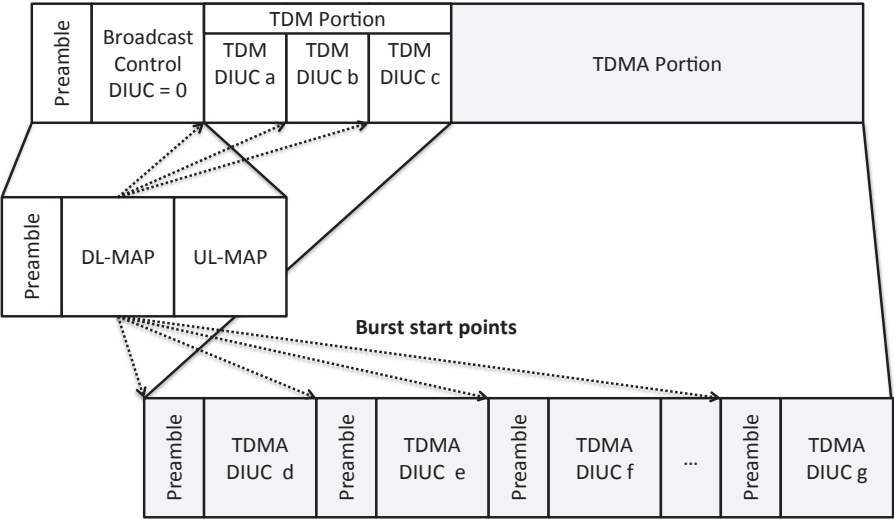 Preamble
Broadcast
Control
DIUC = 0
TDM Portion
TDM
DIUC a
TDM
DIUC b
TDM
DIUC c
TDMA Portion
Preamble
DL-MAP
UL-MAP
Burst start points
Preamble
TDMA
DIUC d
Preamble
TDMA
DIUC e
Preamble
TDMA
DIUC f
...
Preamble
TDMA
DIUC g